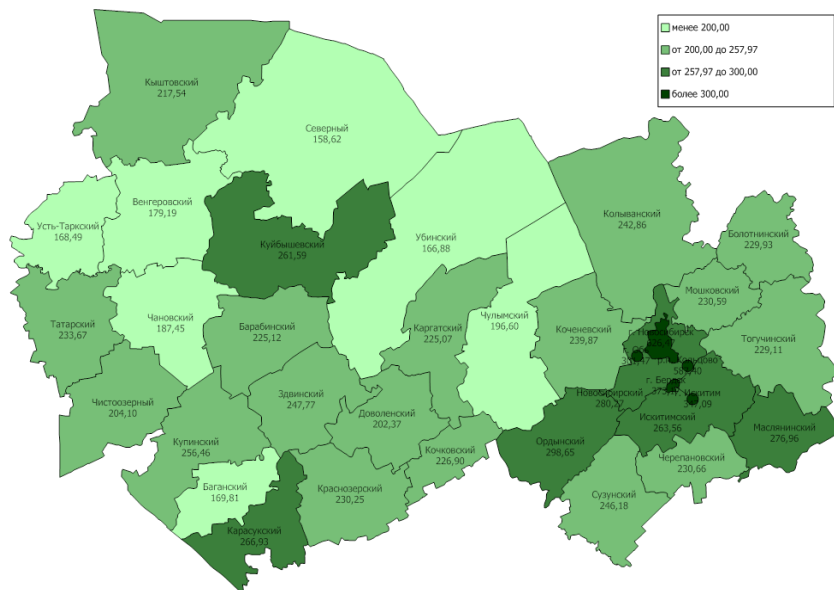 менее 200,00
от 200,00 до 257,97
от 257,97 до 300,00
более 300,00
Кыштовский
217,54
Северный
158,62
Венгеровский
179,19
Усть-Таркский
168,49
Куйбышевский
261,59
Убинский
166,88
Колыванский
242,86
Болотнинский
229,93
Мошковский
230,59
Татарский
233,67
Чановский
187,45
Барабинский
225,12
Каргатский
225,07
Чулымский
196,60
Коченевский
239,87
г. Новосибирск
Тогучинский
229,11
г. Бердск
г. Искитим
Чистоозерный
204,10
Здвинский
247,77
Доволенский
202,37
Новосибирский
280,27
Искитимский
263,56
Маслянинский
276,96
Купинский
256,46
Кочковский
226,90
Ордынский
298,65
Черепановский
230,66
Баганский
169,81
Краснозерский
230,25
Сузунский
246,18
Карасукский
266,93